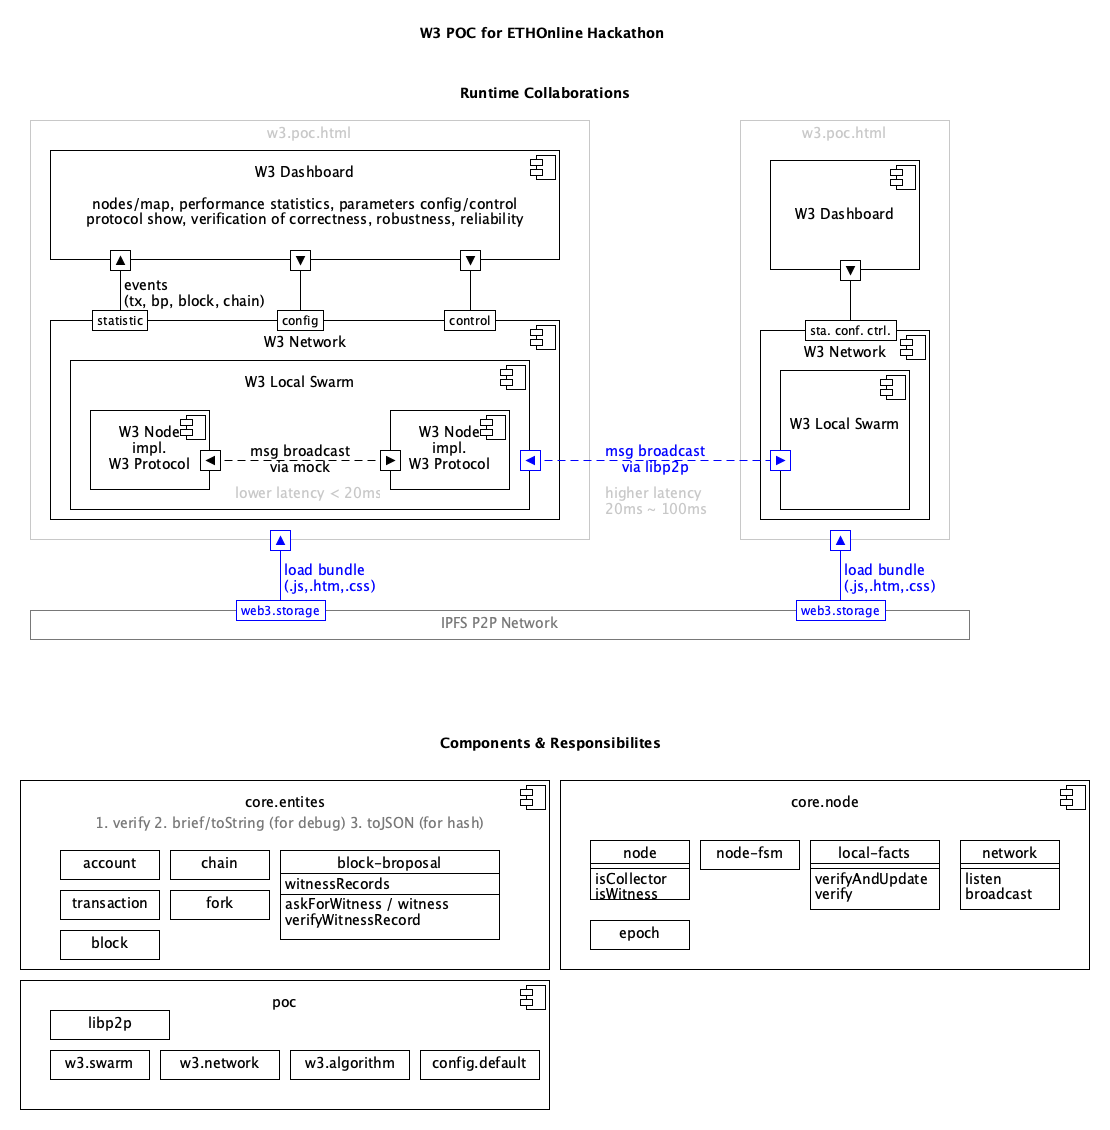 W3 POC for ETHOnline Hackathon
Runtime Collaborations
w3.poc.html
W3 Dashboard
nodes/map, performance statistics, parameters config/control
protocol show, verification of correctness, robustness, reliability
events
(tx, bp, block, chain)
statistic
config
control
W3 Network
W3 Local Swarm
W3 Node
impl.
W3 Protocol
msg broadcast
via mock
lower latency < 20ms
W3 Node
impl.
W3 Protocol
msg broadcast
via libp2p
higher latency
20ms ~ 100ms
w3.poc.html
W3 Dashboard
sta. conf. ctrl.
W3 Network
W3 Local Swarm
load bundle
(.js,.htm,.css)
web3.storage
load bundle
(.js,.htm,.css)
web3.storage
IPFS P2P Network
Components & Responsibilites
core.entites
1. verify 2. brief/toString (for debug) 3. toJSON (for hash)
account
chain
block-broposal
witnessRecords
askForWitness / witness
verifyWitnessRecord
transaction
fork
block
core.node
node
isCollector
isWitness
node-fsm
local-facts
verifyAndUpdate
verify
network
listen
broadcast
epoch
poc
libp2p
w3.swarm
w3.network
w3.algorithm
config.default